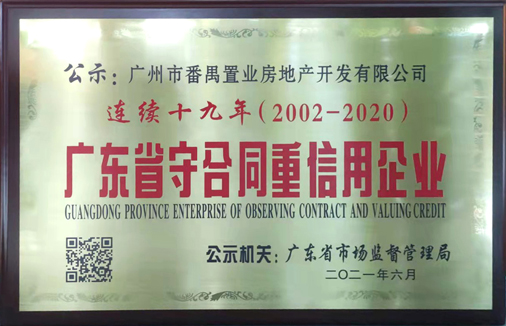 公示:广州市番禺置业房地产开发有限公司
连续十九年(2002-2020)
广东省守合同重信用企业
GUANGDONG PROVINCE ENTERPRISE OF OBSERVING CONTRACT AND VALUING CREDIT
公示机关:广东省市场监督管理局
二〇二一年六月